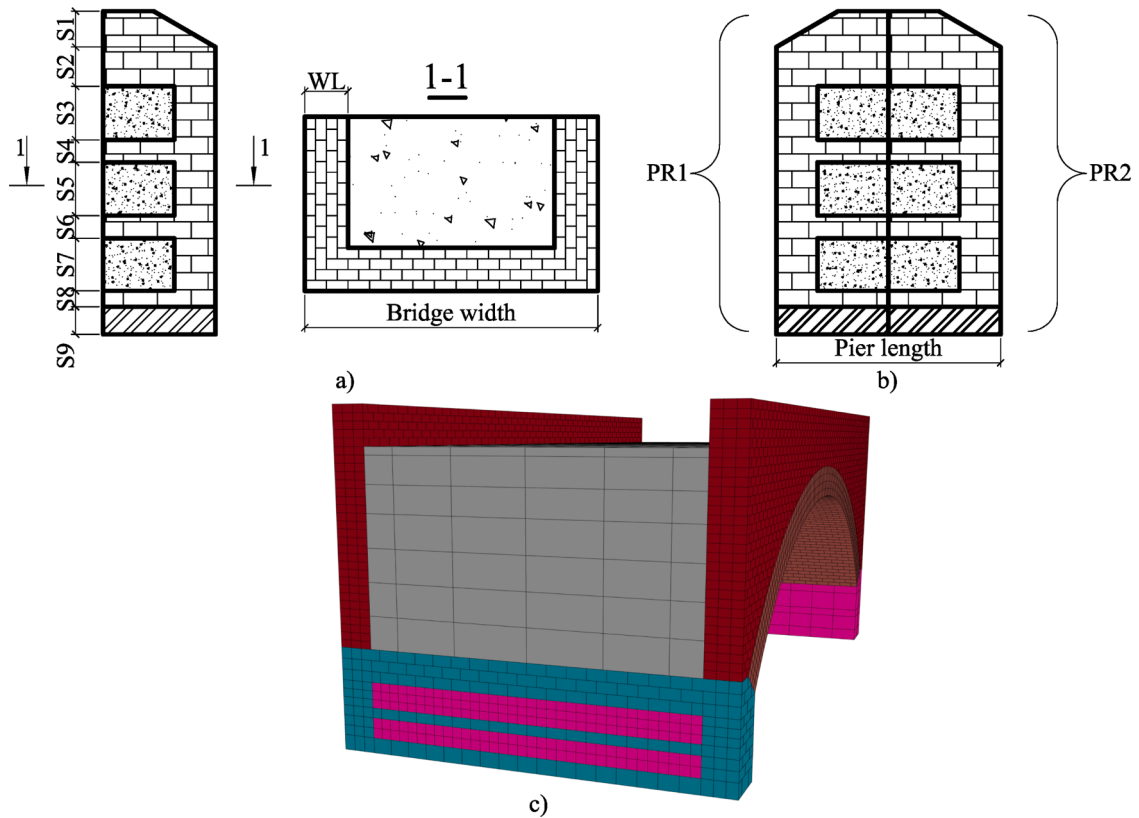 S1
S2
S3
S4
S5
S6
S7
S8
S9
1
1
1-1
WL
Bridge width
a)
PR1
PR2
Pier length
b)
c)